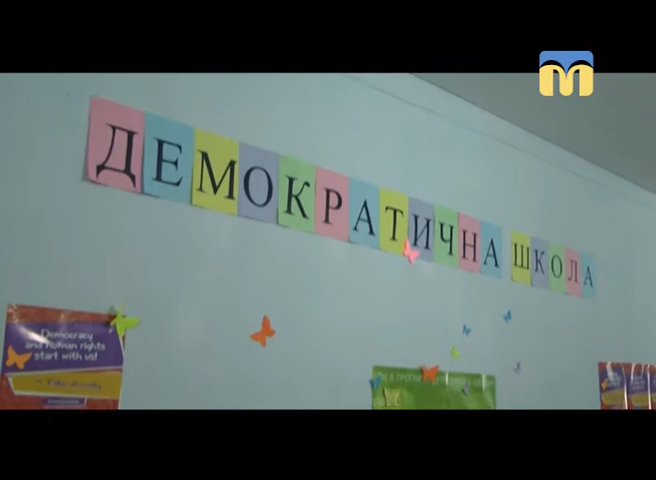 М
ДЕМОКРАТИЧНА ШКОЛА
Democracy
and Human rights
start with us!